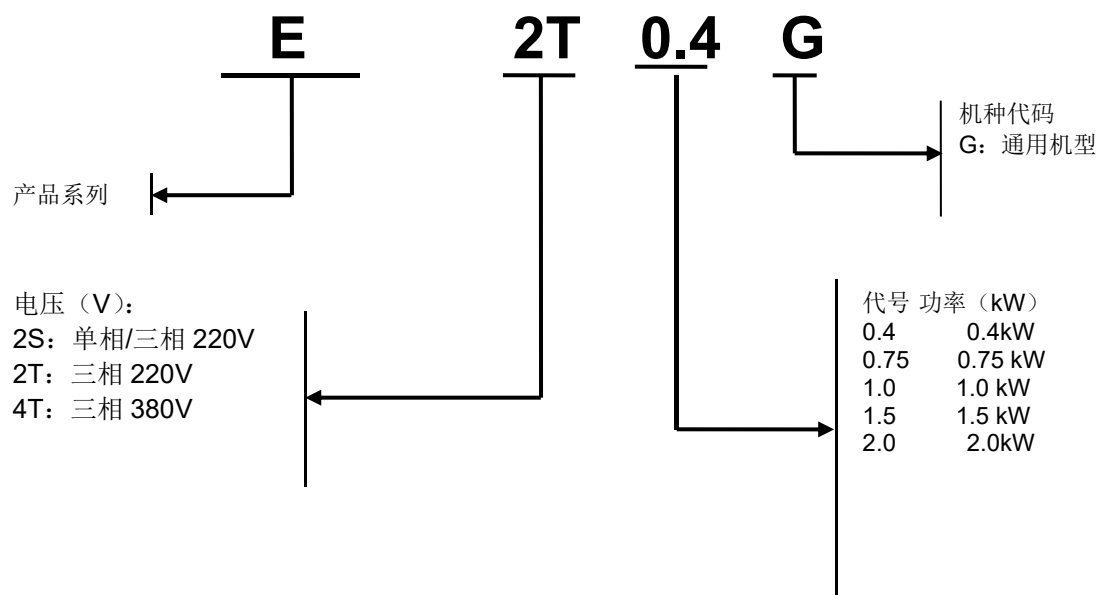 E 2T 0.4 G
机种代码
G：通用机型
产品系列
电压（V）：
2S：单相/三相 220V
2T：三相 220V
4T：三相 380V
代号 功率（kW）
0.4 0.4kW
0.75 0.75 kW
1.0 1.0 kW
1.5 1.5 kW
2.0 2.0kW